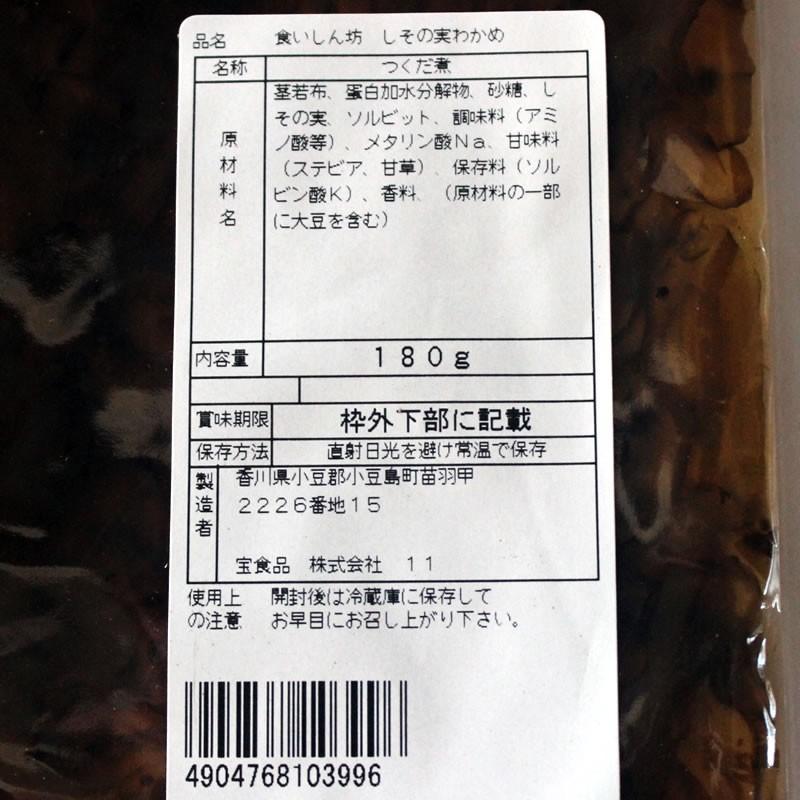 品名 食いしん坊 しその実わかめ
名称 つくだ煮
原材料名
茎若布、蛋白加水分解物、砂糖、し
その実、ソルビット、調味料(アミ
ノ酸等)、メタリン酸Na、甘味料
(ステビア、甘草)、保存料(ソル
ビン酸K)、香料、(原材料の一部
に大豆を含む)
内容量 180g
賞味期限 枠外下部に記載
保存方法 直射日光を避け常温で保存
製造者
香川県小豆郡小豆島町苗羽甲
2226番地15
宝食品 株式会社 11
使用上 開封後は冷蔵庫に保存して
の注意 お早目にお召し上がり下さい。
4904768103996